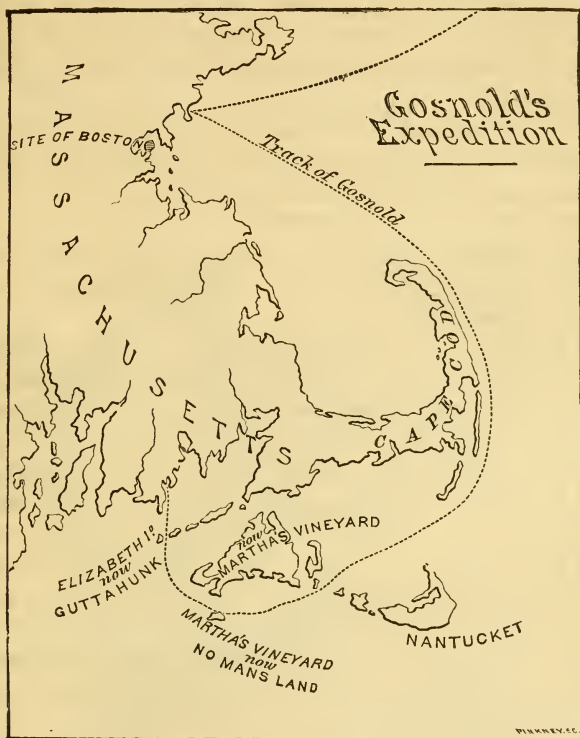 Gosnold's
Expedition
MASSACHUSETTS
SITE OF BOSTON
Track of Gosnold
CAPE COD
ELIZABETH I.D
now
GUTTAHUNK
now
MARTHA'S VINEYARD
MARTHA'S VINEYARD
now
NO MANS LAND
NANTUCKET